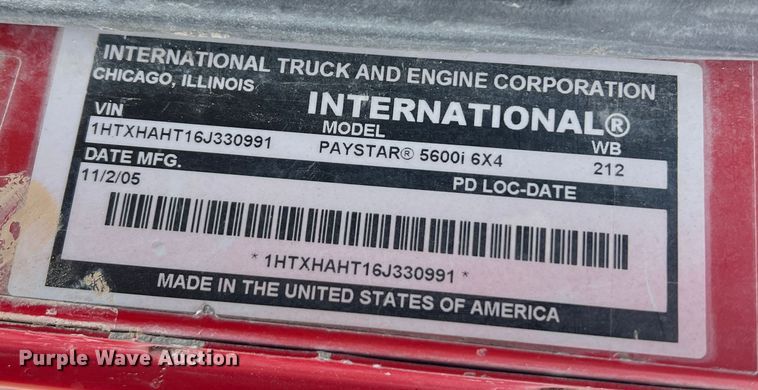 INTERNATIONAL TRUCK AND ENGINE CORPORATION
CHICAGO, ILLINOIS
INTERNATIONAL®
VIN MODEL WB
1HTXHAHT16J330991 PAYSTAR® 5600i 6X4 212
DATE MFG. PD LOC-DATE
11/2/05
* 1HTXHAHT16J330991 *
MADE IN THE UNITED STATES OF AMERICA
Purple Wave Auction